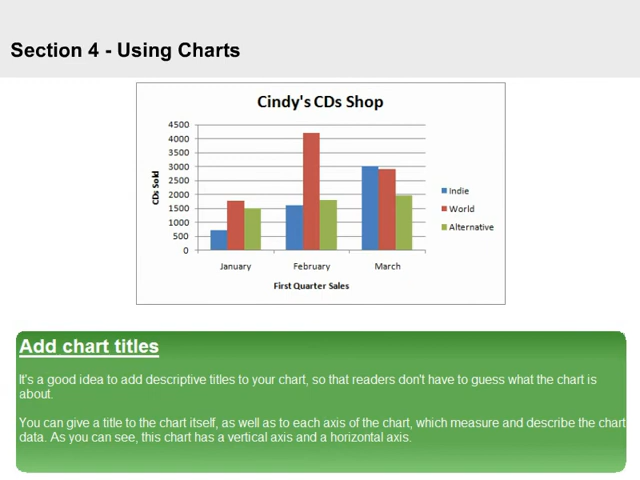 Section 4 - Using Charts
Cindy's CDs Shop
4500
4000
3500
3000
2500
2000
1500
1000
500
0
CDs Sold
January February March
First Quarter Sales
Indie
World
Alternative
Add chart titles
It's a good idea to add descriptive titles to your chart, so that readers don't have to guess what the chart is
about.
You can give a title to the chart itself, as well as to each axis of the chart, which measure and describe the chart
data. As you can see, this chart has a vertical axis and a horizontal axis.